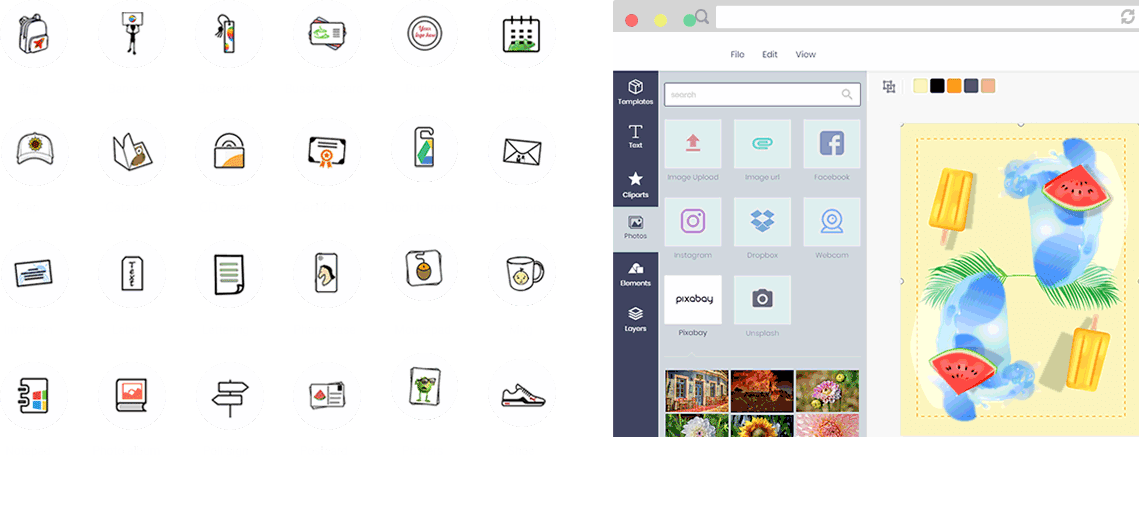 Your
logo here
TEXT
File Edit View
Templates
search
Text
Image Upload Image url Facebook
Cliparts
Photos
Instagram Dropbox Webcam
Elements
pixabay
Layers
Pixabay Unsplash